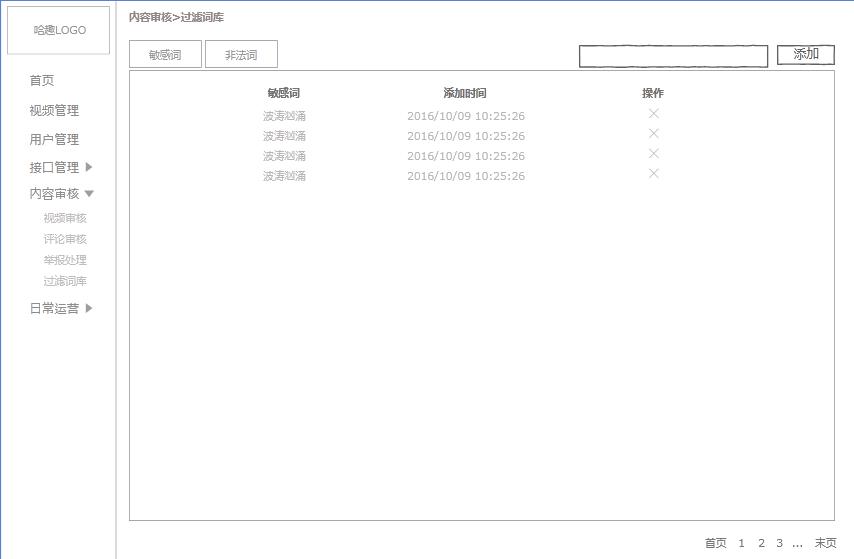 哈趣LOGO
首页
视频管理
用户管理
接口管理
内容审核
视频审核
评论审核
举报处理
过滤词库
日常运营
内容审核>过滤词库
敏感词 非法词
添加
敏感词 添加时间 操作
波涛汹涌 2016/10/09 10:25:26
波涛汹涌 2016/10/09 10:25:26
波涛汹涌 2016/10/09 10:25:26
波涛汹涌 2016/10/09 10:25:26
首页 1 2 3 ... 末页